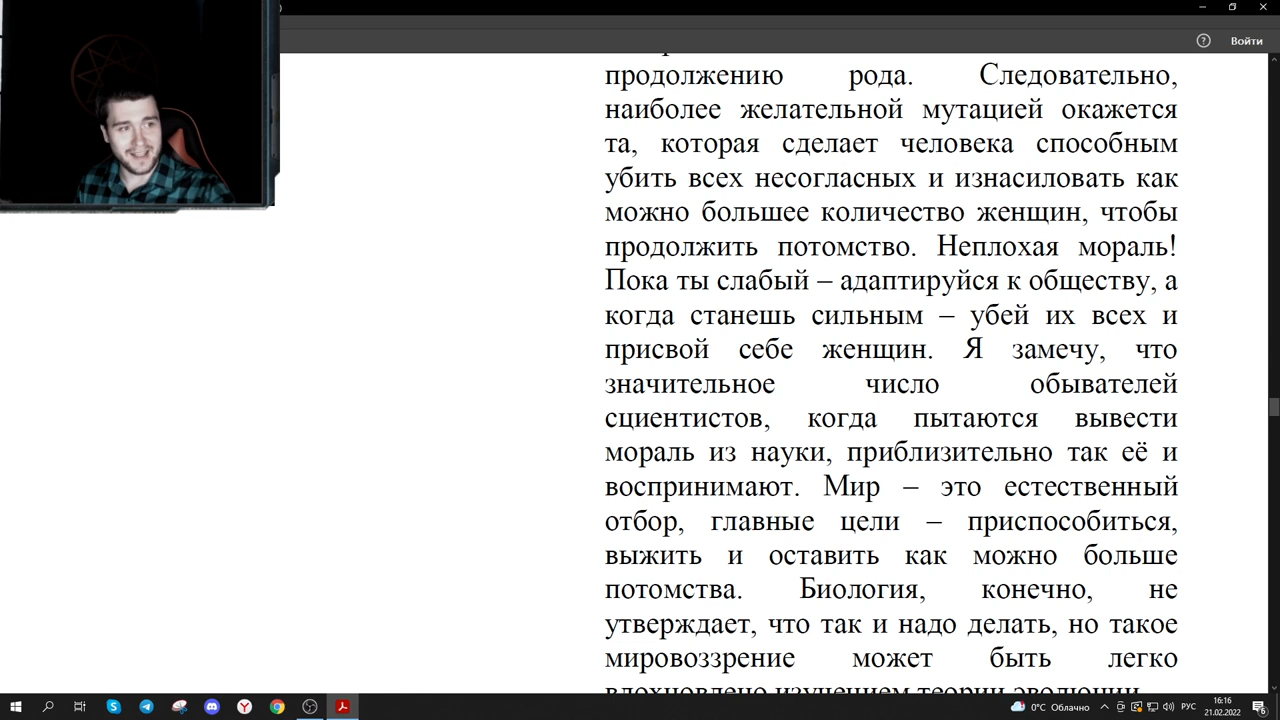 Войти
продолжению рода. Следовательно,
наиболее желательной мутацией окажется
та, которая сделает человека способным
убить всех несогласных и изнасиловать как
можно большее количество женщин, чтобы
продолжить потомство. Неплохая мораль!
Пока ты слабый – адаптируйся к обществу, а
когда станешь сильным – убей их всех и
присвой себе женщин. Я замечу, что
значительное число обывателей
сциентистов, когда пытаются вывести
мораль из науки, приблизительно так её и
воспринимают. Мир – это естественный
отбор, главные цели – приспособиться,
выжить и оставить как можно больше
потомства. Биология, конечно, не
утверждает, что так и надо делать, но такое
мировоззрение может быть легко
вдохновлено изучением теории эволюции
0°C Облачно РУС 16:16
21.02.2022